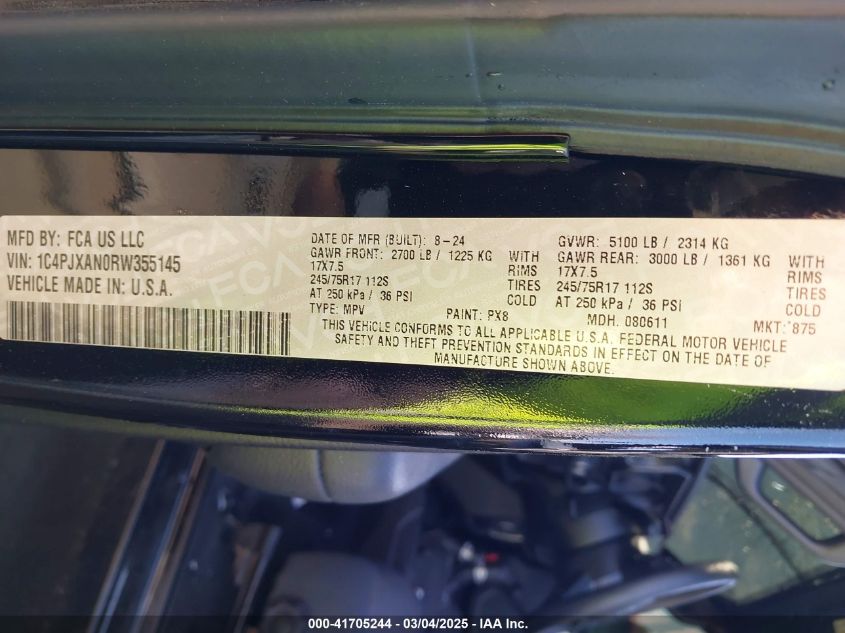 MFD BY: FCA US LLC
VIN: 1C4PJXAN0RW355145
VEHICLE MADE IN: U.S.A.
DATE OF MFR (BUILT): 8-24
GAWR FRONT: 2700 LB / 1225 KG WITH
17X7.5 RIMS
245/75R17 112S TIRES
AT 250 kPa / 36 PSI COLD
TYPE: MPV PAINT: PX8
GVWR: 5100 LB / 2314 KG
GAWR REAR: 3000 LB / 1361 KG WITH
17X7.5 RIMS
245/75R17 112S TIRES
AT 250 kPa / 36 PSI COLD
MDH: 080611 MKT: 875
THIS VEHICLE CONFORMS TO ALL APPLICABLE U.S.A. FEDERAL MOTOR VEHICLE
SAFETY AND THEFT PREVENTION STANDARDS IN EFFECT ON THE DATE OF
MANUFACTURE SHOWN ABOVE.
000-41705244 - 03/04/2025 - IAA Inc.